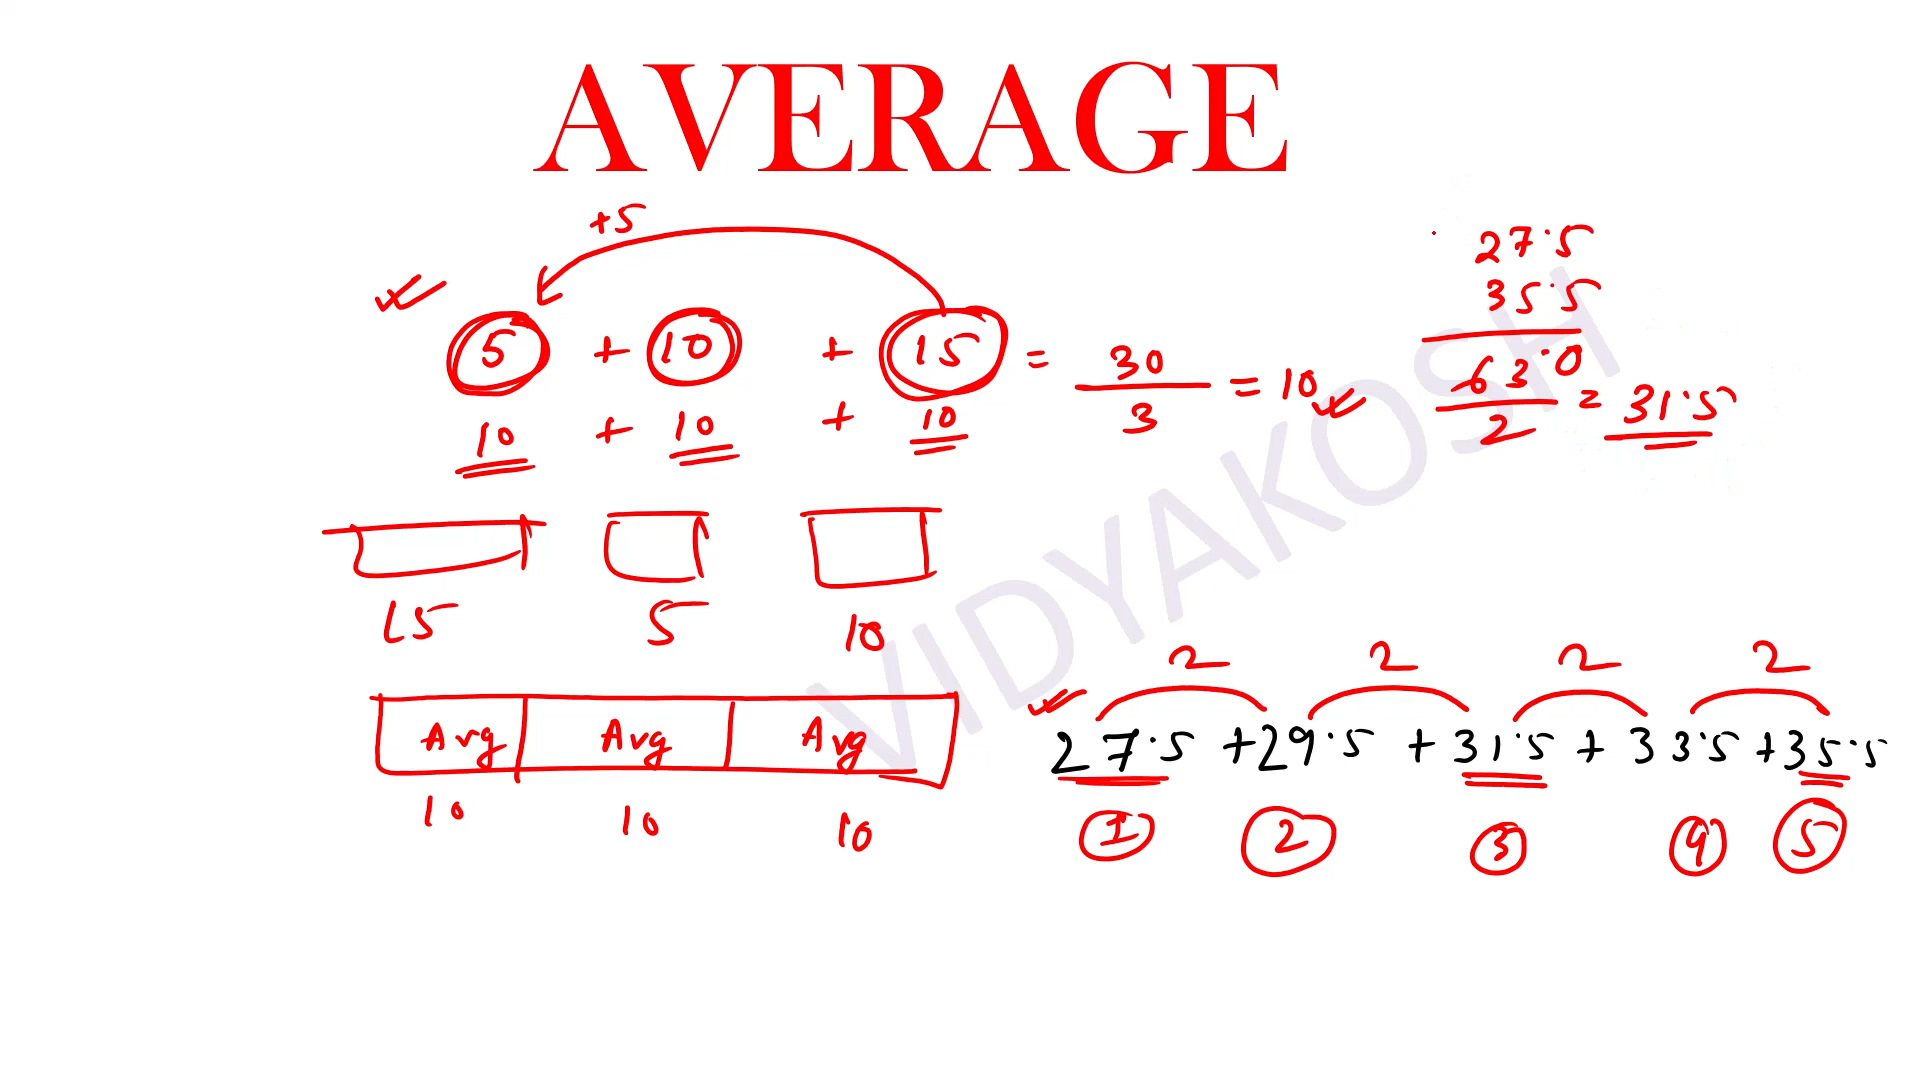 AVERAGE
+5
5 + 10 + 15 = 30/3 = 10
10 + 10 + 10
15 5 10
Avg Avg Avg
10 10 10
27.5
35.5
63.0/2 = 31.5
2 2 2 2
27.5 + 29.5 + 31.5 + 33.5 + 35.5
1 2 3 4 5
VIDYAKOSH